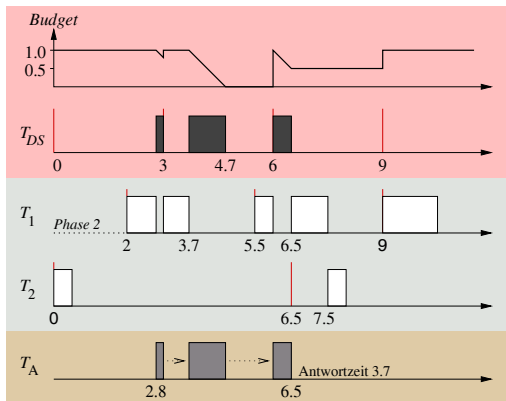 Budget
1.0
0.5
T_DS
0 3 4.7 6 9
T_1
Phase 2
2 3.7 5.5 6.5 9
T_2
0 6.5 7.5
T_A
Antwortzeit 3.7
2.8 6.5